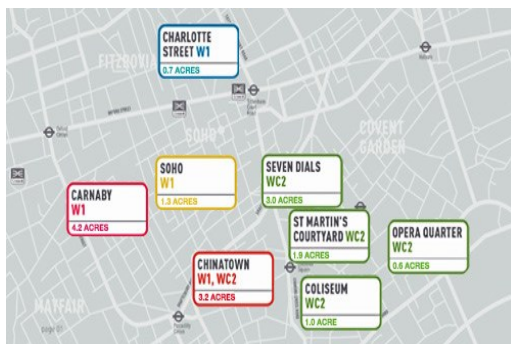 CHARLOTTE
STREET W1
0.7 ACRES
FITZROVIA
SOHO
COVENT
GARDEN
SOHO
W1
1.3 ACRES
SEVEN DIALS
WC2
3.0 ACRES
CARNABY
W1
4.2 ACRES
ST MARTIN'S
COURTYARD WC2
1.9 ACRES
OPERA QUARTER
WC2
0.6 ACRES
CHINATOWN
W1, WC2
3.2 ACRES
COLISEUM
WC2
1.0 ACRE
MAYFAIR